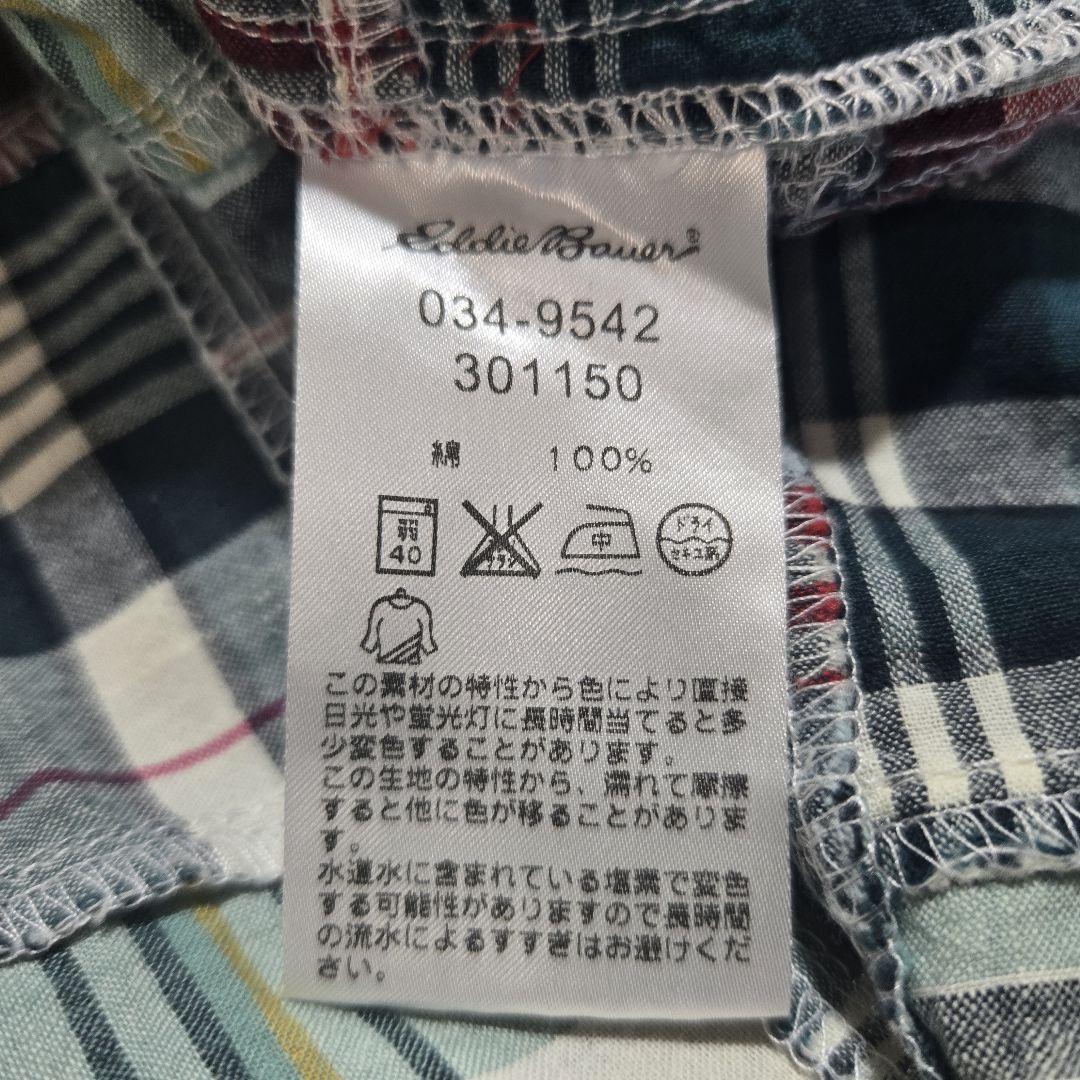 Eddie Bauer®
034-9542
301150
綿 100%
弱 40
中
ドライ
セキユ系
この素材の特性から色により直接
日光や蛍光灯に長時間当てると多
少変色することがあります。
この生地の特性から、濡れて摩擦
すると他に色が移ることがありま
す。
水道水に含まれている塩素で変色
する可能性がありますので長時間
の流水によるすすぎはお避けくだ
さい。